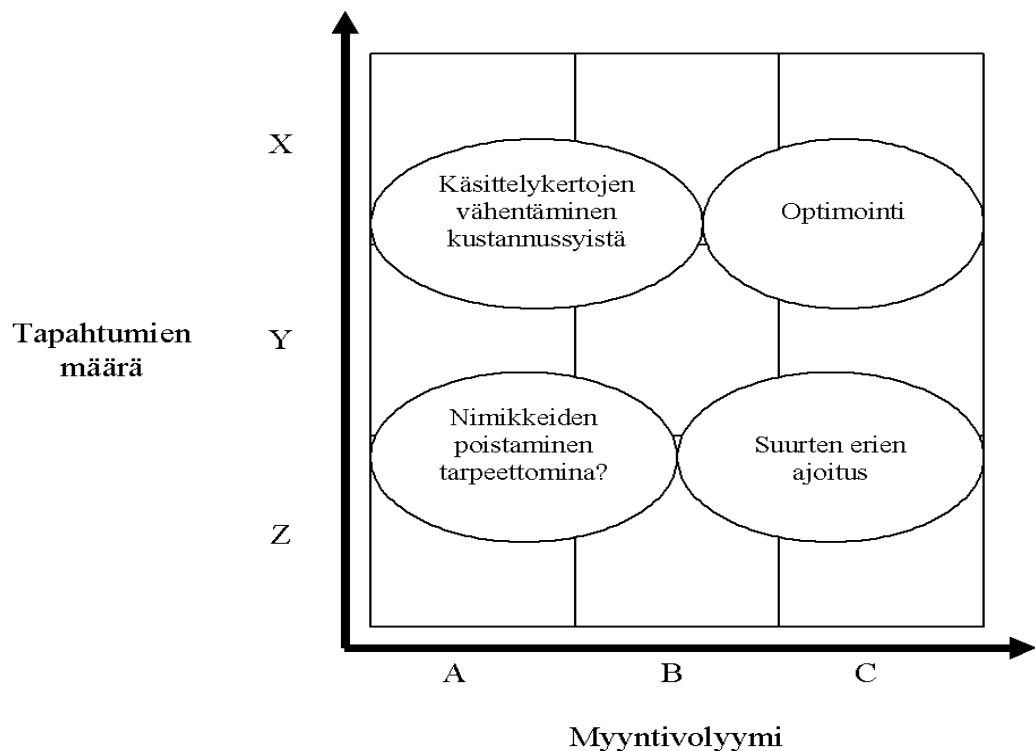 X
Käsittelykertojen
vähentäminen
kustannussyistä
Optimointi
Tapahtumien
määrä
Y
Nimikkeiden
poistaminen
tarpeettomina?
Suurten erien
ajoitus
Z
A
B
C
Myyntivolyymi